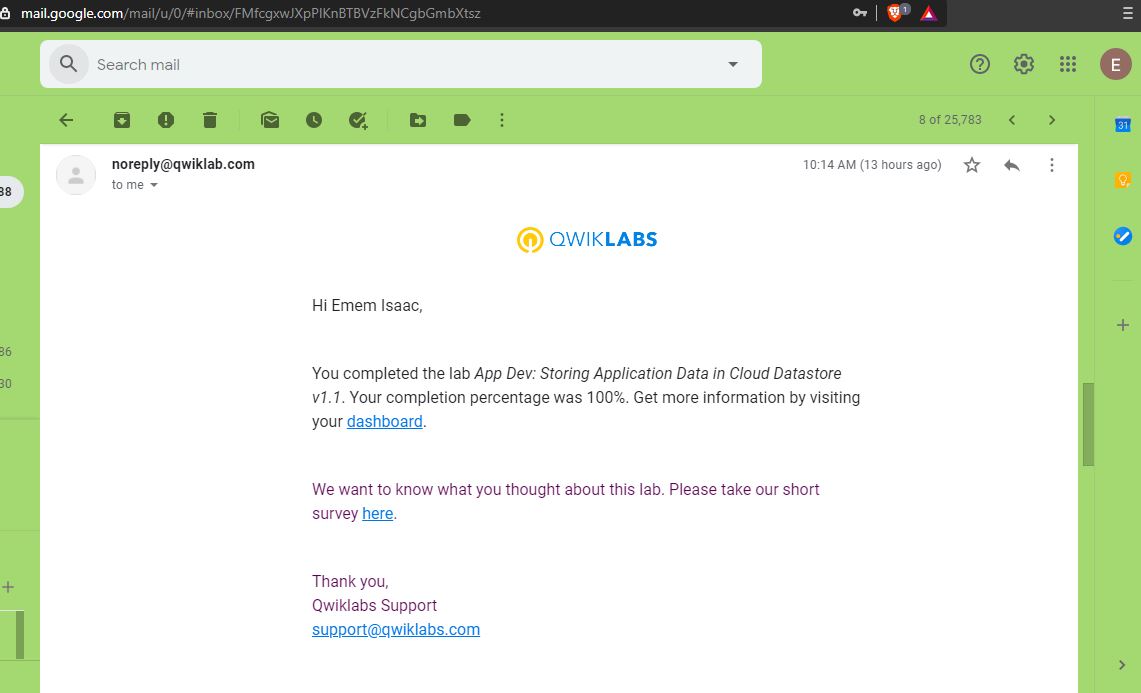 mail.google.com/mail/u/0/#inbox/FMfcgxwJXpPIKnBTBVzFkNCgbGmbXtsz
1
Search mail
E
8 of 25,783
31
noreply@qwiklab.com
10:14 AM (13 hours ago)
to me
38
QWIKLABS
Hi Emem Isaac,
86
You completed the lab App Dev: Storing Application Data in Cloud Datastore
30
v1.1. Your completion percentage was 100%. Get more information by visiting
your dashboard.
We want to know what you thought about this lab. Please take our short
survey here.
Thank you,
Qwiklabs Support
support@qwiklabs.com